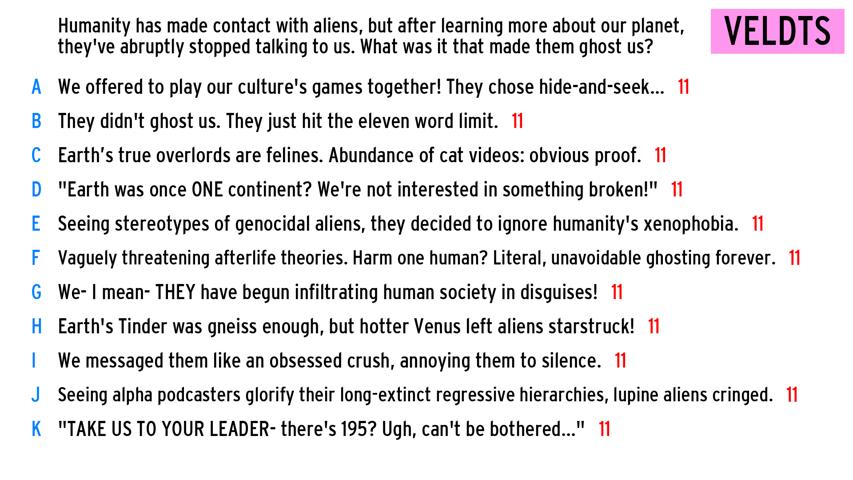 Humanity has made contact with aliens, but after learning more about our planet,
they've abruptly stopped talking to us. What was it that made them ghost us?
VELDTS
A We offered to play our culture's games together! They chose hide-and-seek... 11
B They didn't ghost us. They just hit the eleven word limit. 11
C Earth’s true overlords are felines. Abundance of cat videos: obvious proof. 11
D "Earth was once ONE continent? We're not interested in something broken!" 11
E Seeing stereotypes of genocidal aliens, they decided to ignore humanity's xenophobia. 11
F Vaguely threatening afterlife theories. Harm one human? Literal, unavoidable ghosting forever. 11
G We- I mean- THEY have begun infiltrating human society in disguises! 11
H Earth's Tinder was gneiss enough, but hotter Venus left aliens starstruck! 11
I We messaged them like an obsessed crush, annoying them to silence. 11
J Seeing alpha podcasters glorify their long-extinct regressive hierarchies, lupine aliens cringed. 11
K "TAKE US TO YOUR LEADER- there's 195? Ugh, can't be bothered..." 11